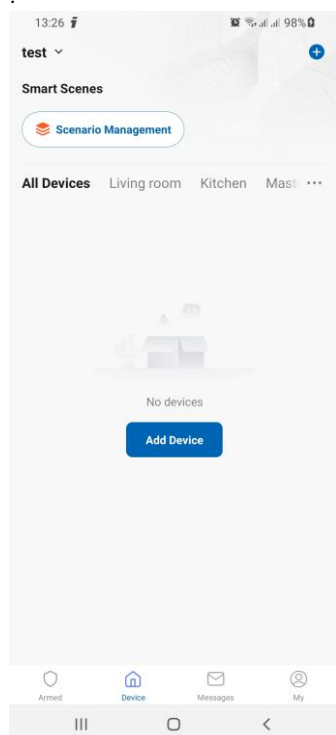 13:26 98%
test
Smart Scenes
Scenario Management
All Devices Living room Kitchen Mast ...
No devices
Add Device
Armed Device Messages My